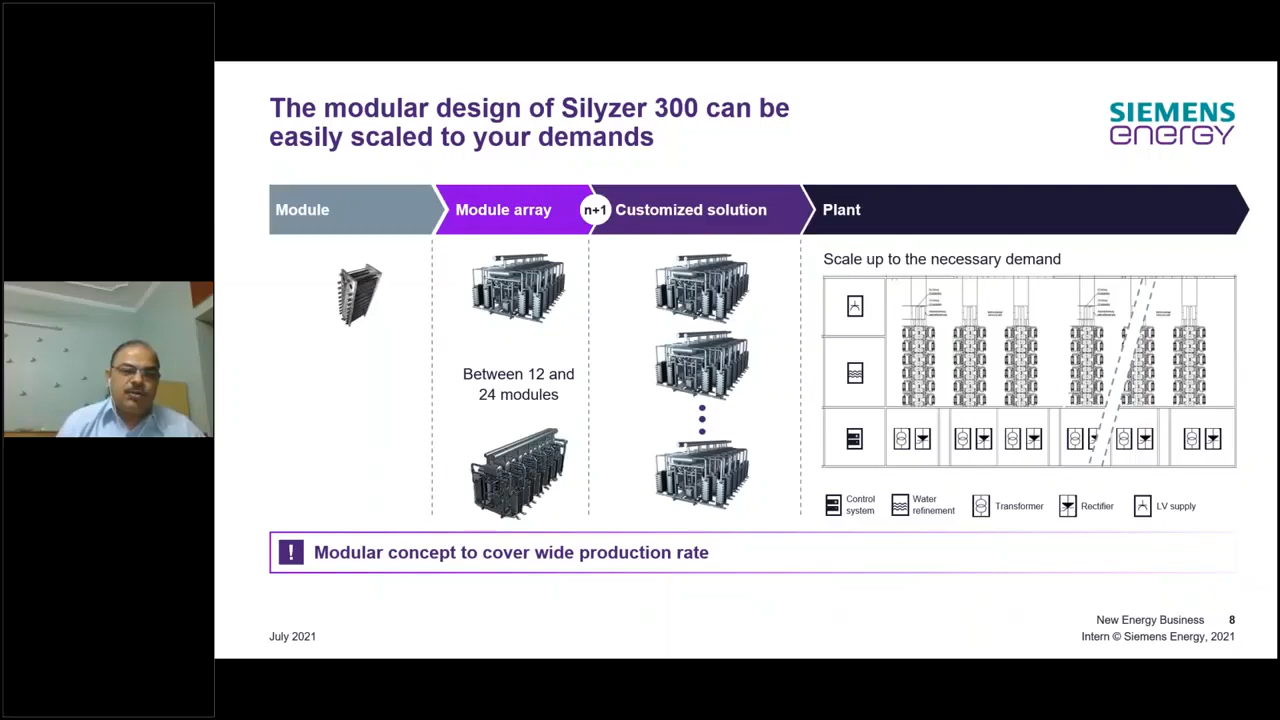 The modular design of Silyzer 300 can be
easily scaled to your demands
SIEMENS
energy
Module
Module array
n+1
Customized solution
Plant
Between 12 and
24 modules
Scale up to the necessary demand
Control
system
Water
refinement
Transformer
Rectifier
LV supply
! Modular concept to cover wide production rate
July 2021
New Energy Business 8
Intern © Siemens Energy, 2021